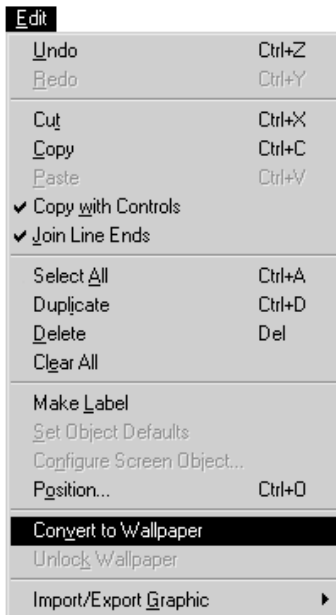 Edit
Undo Ctrl+Z
Redo Ctrl+Y
Cut Ctrl+X
Copy Ctrl+C
Paste Ctrl+V
Copy with Controls
Join Line Ends
Select All Ctrl+A
Duplicate Ctrl+D
Delete Del
Clear All
Make Label
Set Object Defaults
Configure Screen Object...
Position... Ctrl+O
Convert to Wallpaper
Unlock Wallpaper
Import/Export Graphic